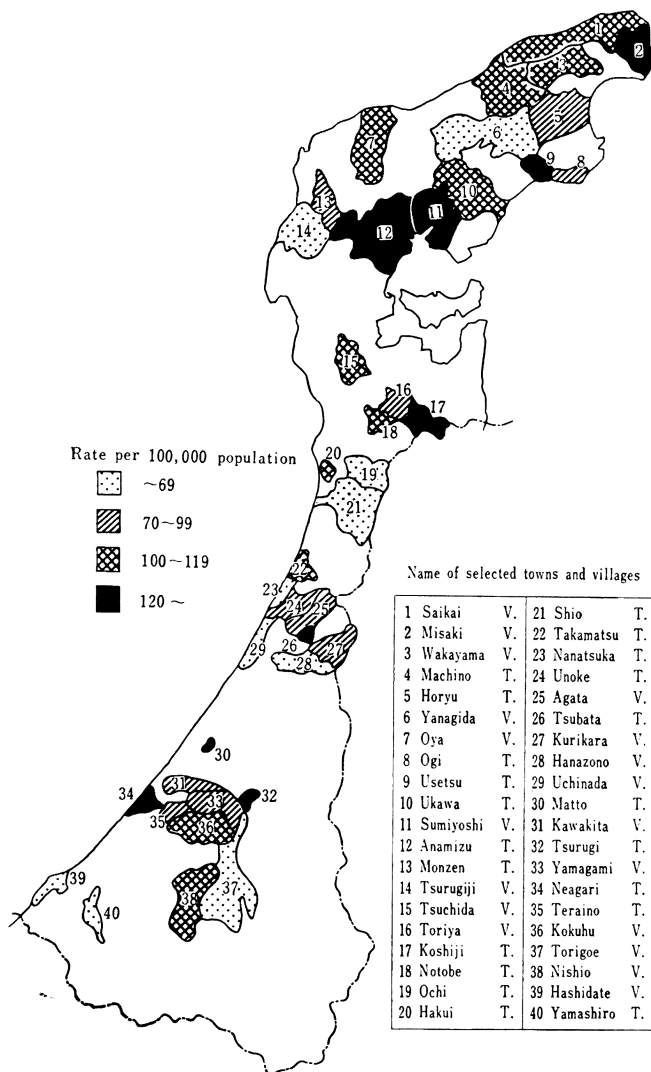 1
2
3
4
5
6
7
8
9
10
11
12
13
14
15
16
17
18
19
20
21
22
23
24
25
26
27
28
29
30
31
32
33
34
35
36
37
38
39
40
Rate per 100,000 population
~69
70~99
100~119
120~
Name of selected towns and villages
1 Saikai V. 21 Shio T.
2 Misaki V. 22 Takamatsu T.
3 Wakayama V. 23 Nanatsuka T.
4 Machino T. 24 Unoke T.
5 Horyu T. 25 Agata V.
6 Yanagida V. 26 Tsubata T.
7 Oya V. 27 Kurikara V.
8 Ogi T. 28 Hanazono V.
9 Usetsu T. 29 Uchinada V.
10 Ukawa T. 30 Matto T.
11 Sumiyoshi V. 31 Kawakita V.
12 Anamizu T. 32 Tsurugi T.
13 Monzen T. 33 Yamagami V.
14 Tsurugiji V. 34 Neagari T.
15 Tsuchida V. 35 Teraino T.
16 Toriya V. 36 Kokuhu V.
17 Koshiji T. 37 Torigoe V.
18 Notobe T. 38 Nishio V.
19 Ochi T. 39 Hashidate V.
20 Hakui T. 40 Yamashiro T.